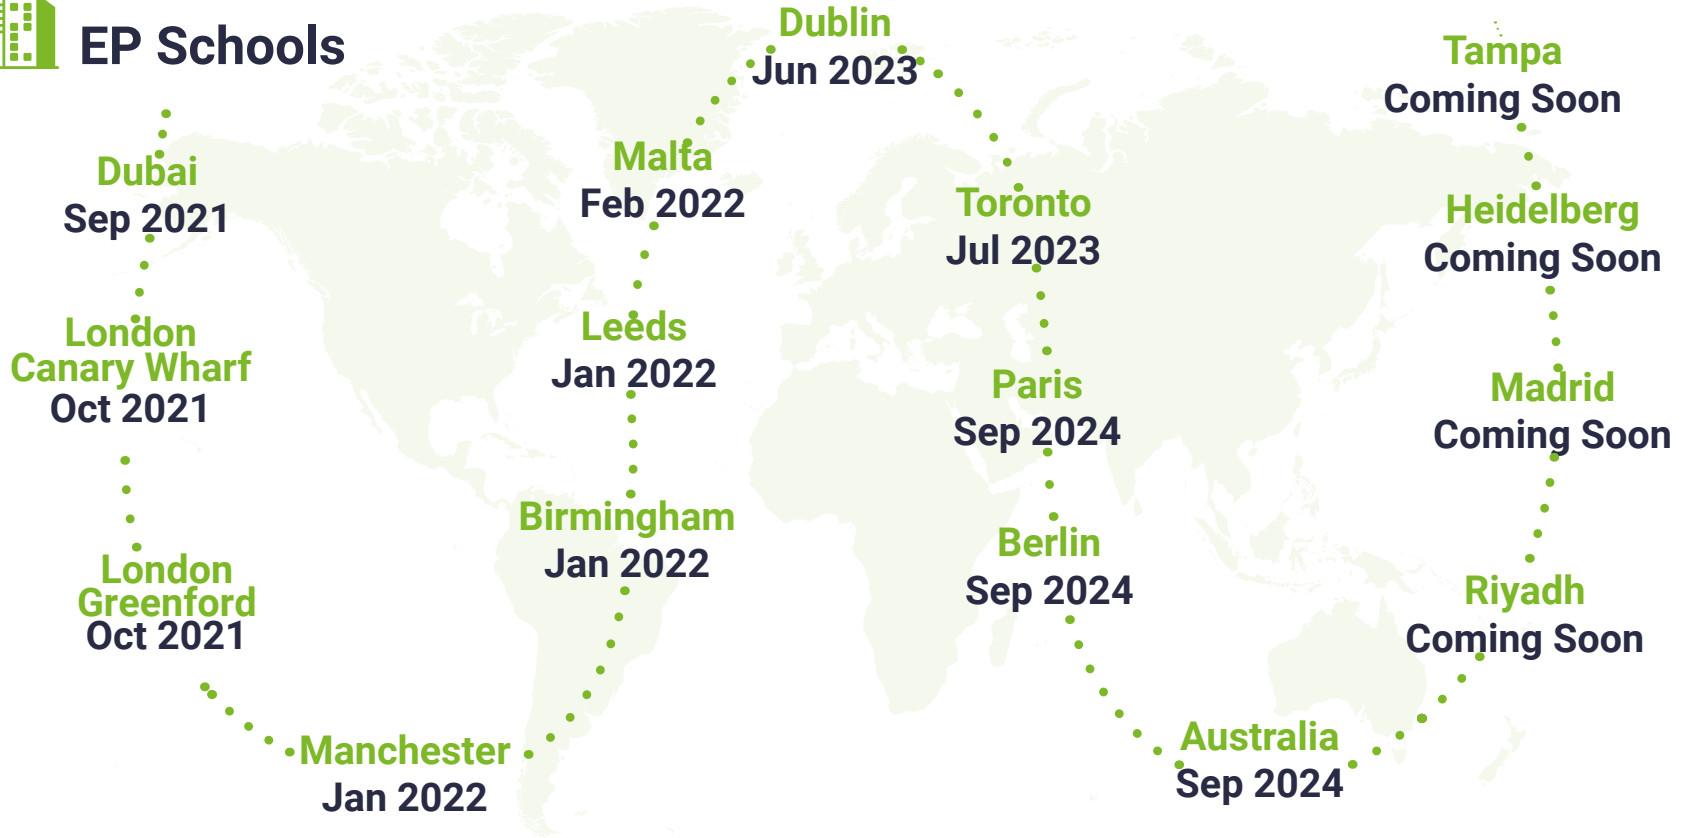 EP Schools
Dubai
Sep 2021
London
Canary Wharf
Oct 2021
London
Greenford
Oct 2021
Manchester
Jan 2022
Birmingham
Jan 2022
Leeds
Jan 2022
Malta
Feb 2022
Dublin
Jun 2023
Toronto
Jul 2023
Paris
Sep 2024
Berlin
Sep 2024
Australia
Sep 2024
Riyadh
Coming Soon
Madrid
Coming Soon
Heidelberg
Coming Soon
Tampa
Coming Soon